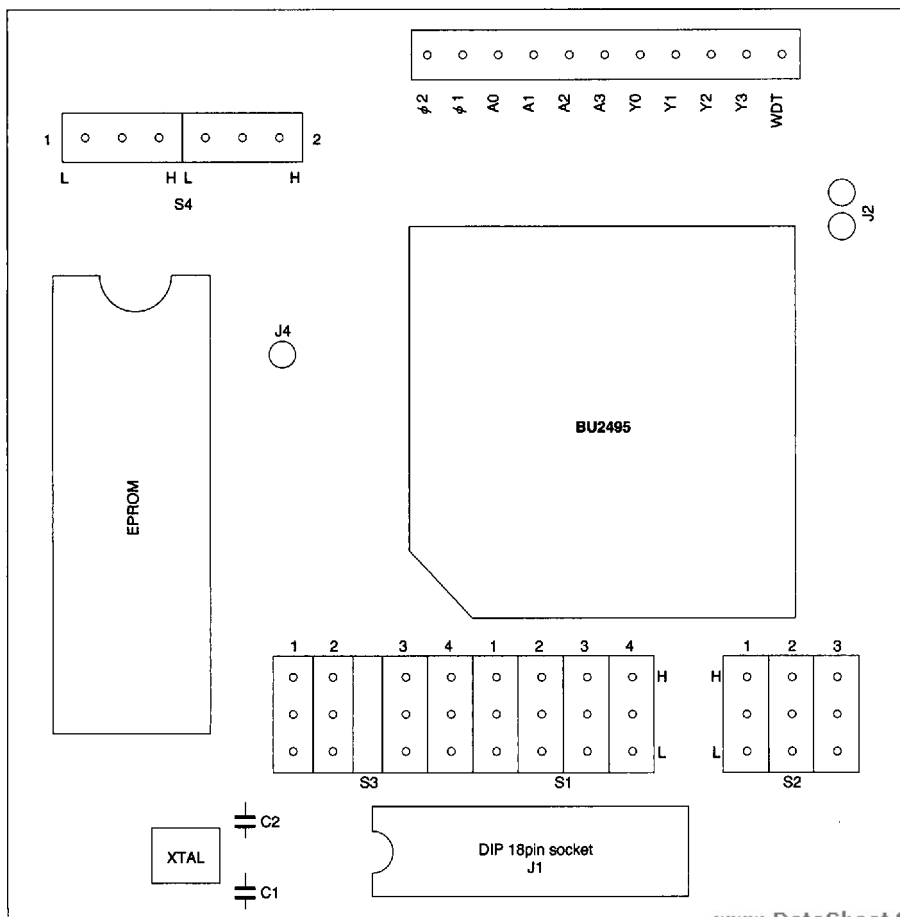 φ2 φ1 A0 A1 A2 A3 Y0 Y1 Y2 Y3 WDT
1 2
L H L H
S4
J2
J4
BU2495
EPROM
1 2 3 4 1 2 3 4 1 2 3
H H
L L
S3 S1 S2
C2
XTAL
DIP 18pin socket
J1
C1